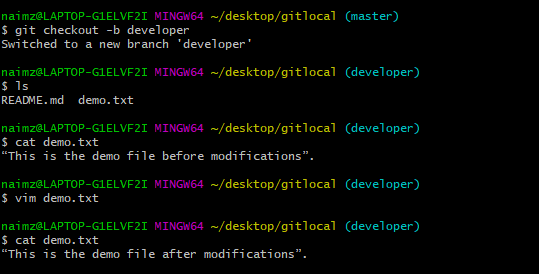 naimz@LAPTOP-G1ELVF2I MINGW64 ~/desktop/gitlocal (master)
$ git checkout -b developer
Switched to a new branch 'developer'
naimz@LAPTOP-G1ELVF2I MINGW64 ~/desktop/gitlocal (developer)
$ ls
README.md  demo.txt
naimz@LAPTOP-G1ELVF2I MINGW64 ~/desktop/gitlocal (developer)
$ cat demo.txt
“This is the demo file before modifications”.
naimz@LAPTOP-G1ELVF2I MINGW64 ~/desktop/gitlocal (developer)
$ vim demo.txt
naimz@LAPTOP-G1ELVF2I MINGW64 ~/desktop/gitlocal (developer)
$ cat demo.txt
“This is the demo file after modifications”.